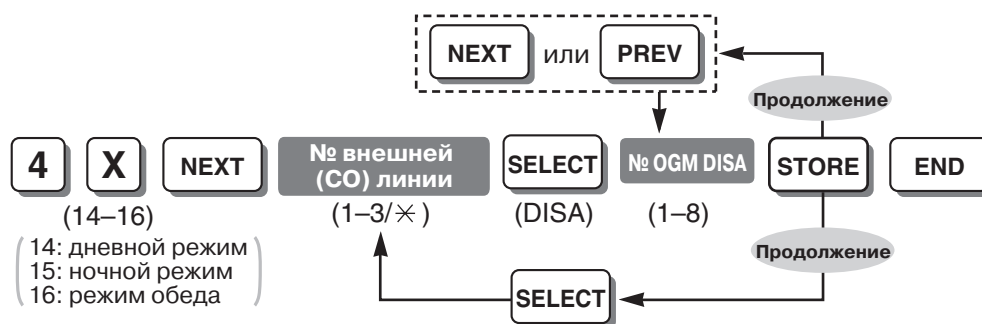 NEXT или PREV
Продолжение
4 X NEXT № внешней (CO) линии SELECT № OGM DISA STORE END
(14–16) (1–3/✳) (DISA) (1–8)
14: дневной режим
15: ночной режим
16: режим обеда
Продолжение
SELECT